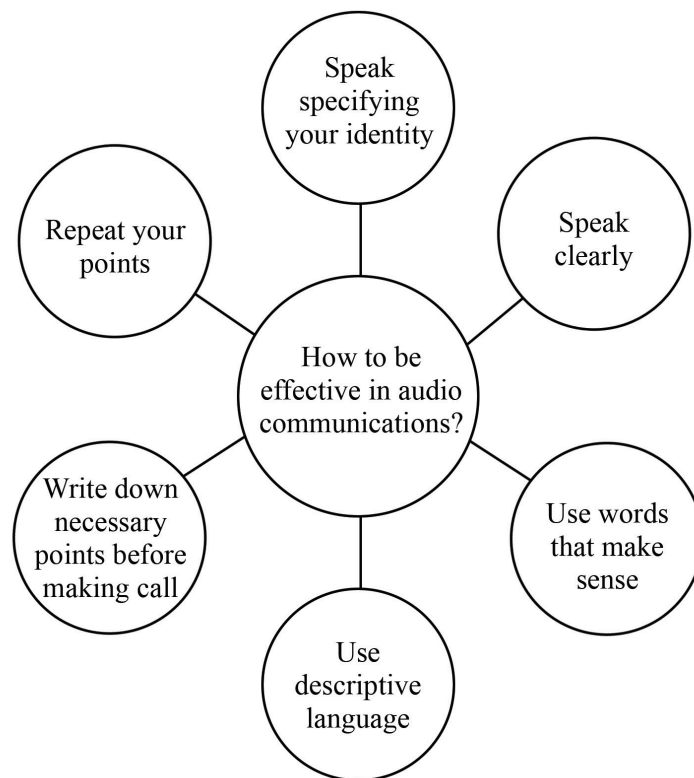 Speak
specifying
your identity
Repeat your
points
Speak
clearly
How to be
effective in audio
communications?
Write down
necessary
points before
making call
Use words
that make
sense
Use
descriptive
language